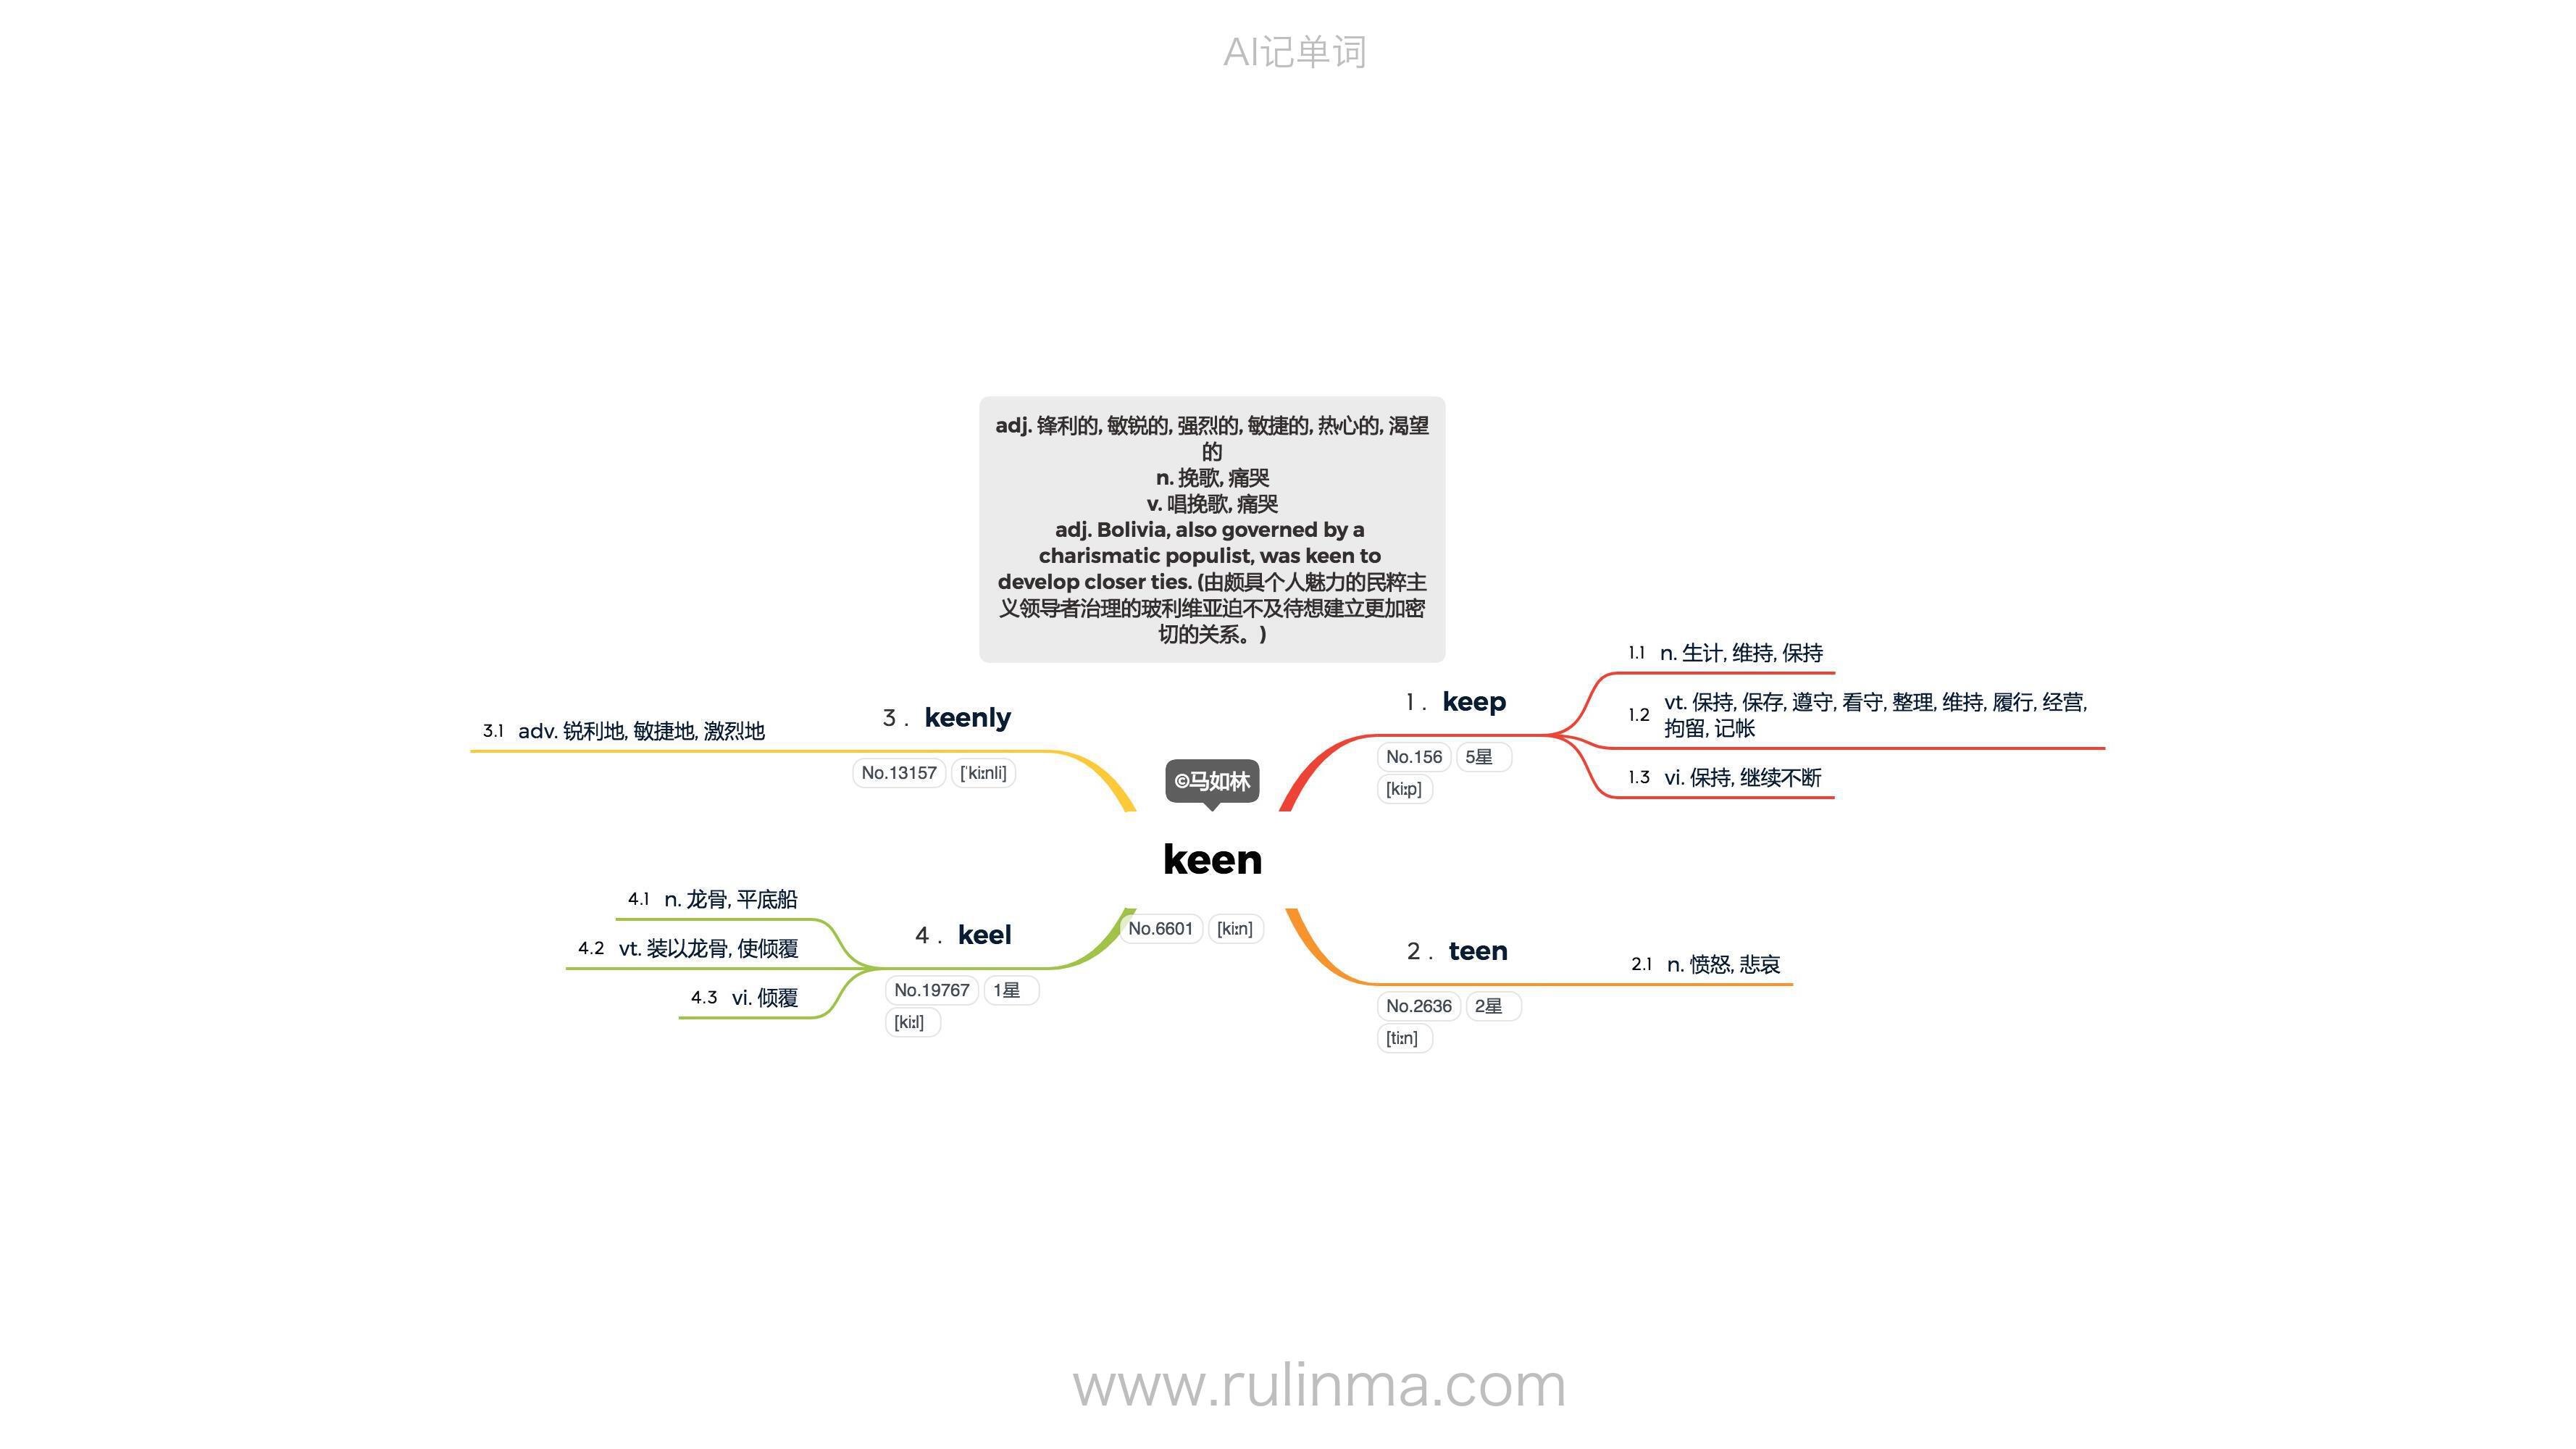 AI记单词
adj. 锋利的, 敏锐的, 强烈的, 敏捷的, 热心的, 渴望
的
n. 挽歌, 痛哭
v. 唱挽歌, 痛哭
adj. Bolivia, also governed by a
charismatic populist, was keen to
develop closer ties. (由颇具个人魅力的民粹主
义领导者治理的玻利维亚迫不及待想建立更加密
切的关系。)
©马如林
keen
No.6601 [kiːn]
1. keep
No.156 5星
[kiːp]
1.1 n. 生计, 维持, 保持
1.2 vt. 保持, 保存, 遵守, 看守, 整理, 维持, 履行, 经营,
拘留, 记帐
1.3 vi. 保持, 继续不断
2. teen
No.2636 2星
[tiːn]
2.1 n. 愤怒, 悲哀
3. keenly
No.13157 [ˈkiːnli]
3.1 adv. 锐利地, 敏捷地, 激烈地
4. keel
No.19767 1星
[kiːl]
4.1 n. 龙骨, 平底船
4.2 vt. 装以龙骨, 使倾覆
4.3 vi. 倾覆
www.rulinma.com